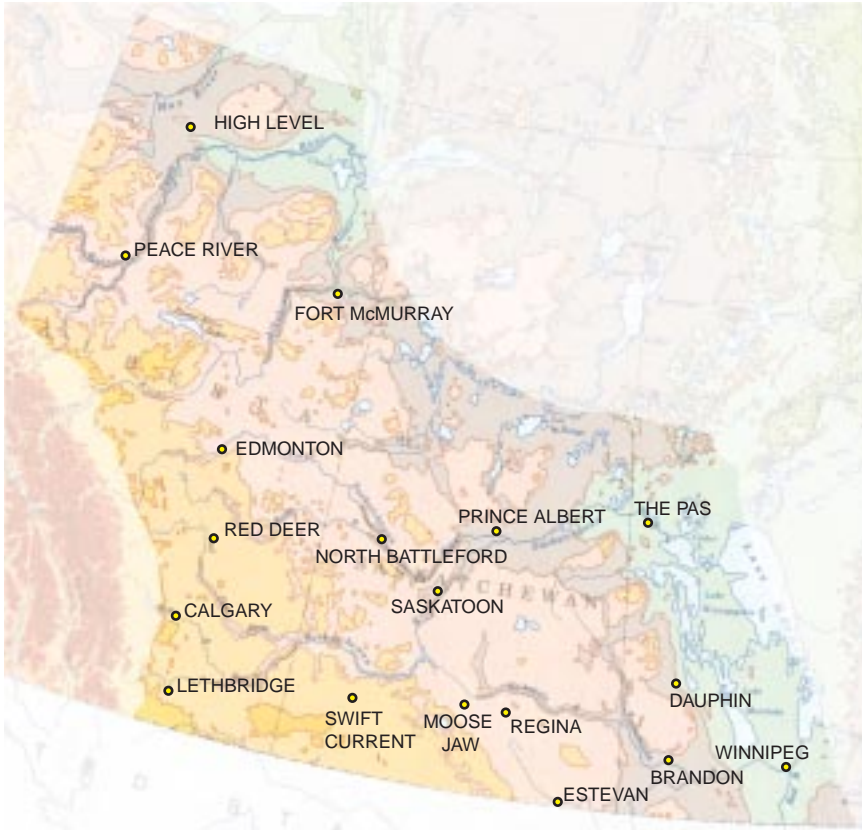 HIGH LEVEL
PEACE RIVER
FORT McMURRAY
EDMONTON
PRINCE ALBERT
THE PAS
RED DEER
NORTH BATTLEFORD
SASKATOON
CALGARY
LETHBRIDGE
DAUPHIN
SWIFT
CURRENT
MOOSE
JAW
REGINA
WINNIPEG
BRANDON
ESTEVAN